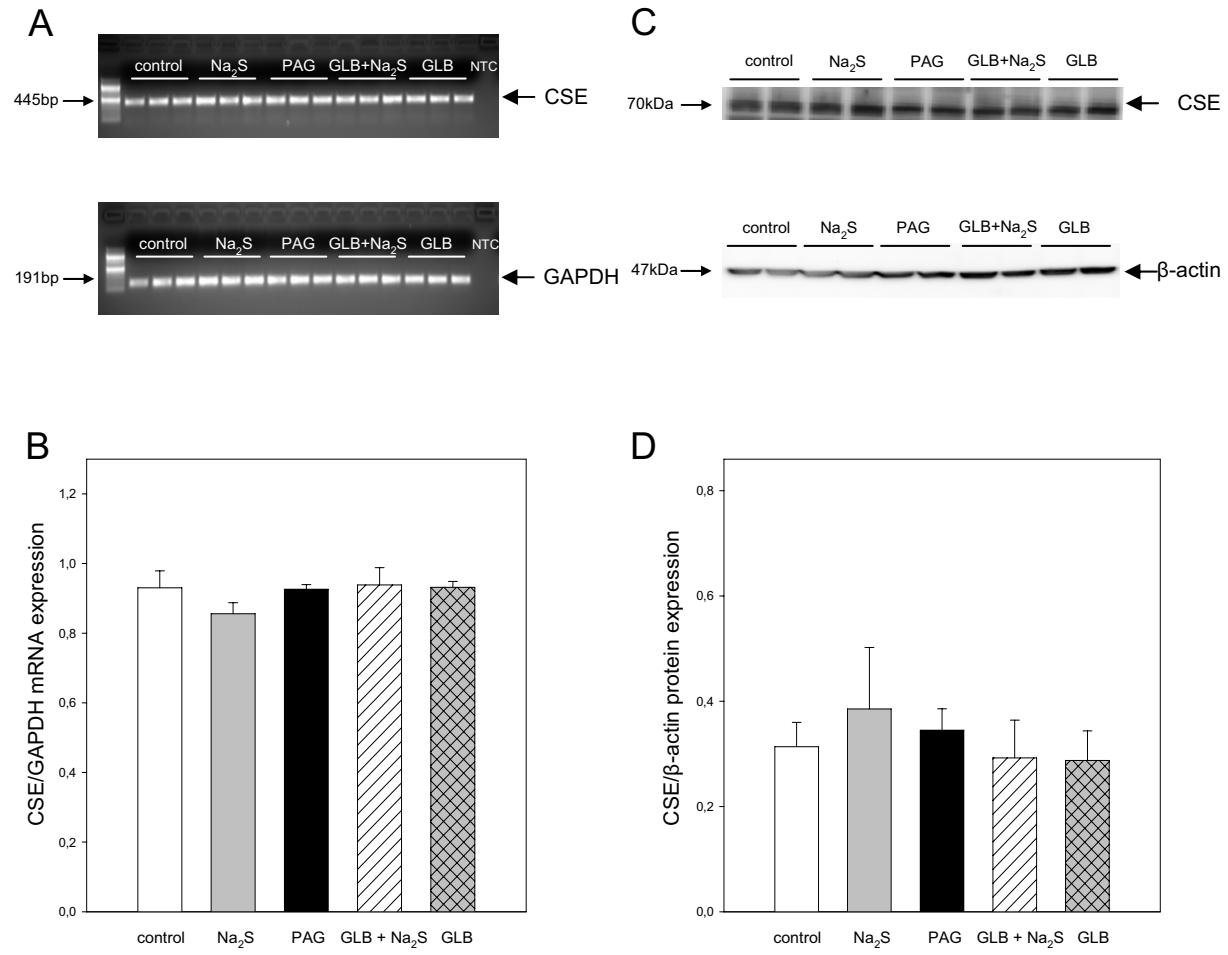 A
control Na₂S PAG GLB+Na₂S GLB NTC
445bp CSE
control Na₂S PAG GLB+Na₂S GLB NTC
191bp GAPDH
C
control Na₂S PAG GLB+Na₂S GLB
70kDa CSE
control Na₂S PAG GLB+Na₂S GLB
47kDa β-actin
B
CSE/GAPDH mRNA expression
1,2
1,0
0,8
0,6
0,4
0,2
0,0
control Na₂S PAG GLB + Na₂S GLB
D
CSE/β-actin protein expression
0,8
0,6
0,4
0,2
0,0
control Na₂S PAG GLB + Na₂S GLB